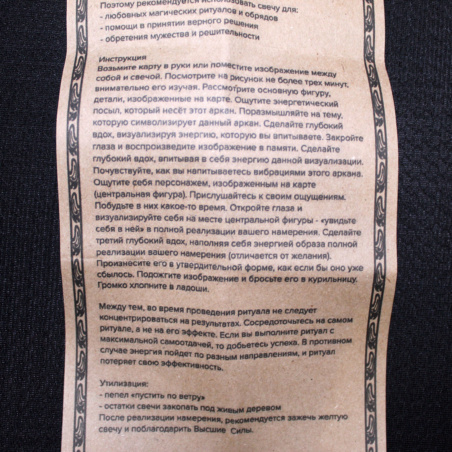 Поэтому рекомендуется использовать свечу для:
- любовных магических ритуалов и обрядов
- помощи в принятии верного решения
- обретения мужества и решительности
Инструкция
Возьмите карту в руки или поместите изображение между
собой и свечой. Посмотрите на рисунок не более трех минут,
внимательно его изучая. Рассмотрите основную фигуру,
детали, изображенные на карте. Ощутите энергетический
посыл, который несёт этот аркан. Поразмышляйте на тему,
которую символизирует данный аркан. Сделайте глубокий
вдох, визуализируя энергию, которую вы впитываете. Закройте
глаза и воспроизведите изображение в памяти. Сделайте
глубокий вдох, впитывая в себя энергию данной визуализации.
Почувствуйте, как вы напитываетесь вибрациями этого аркана.
Ощутите себя персонажем, изображенным на карте
(центральная фигура). Прислушайтесь к своим ощущениям.
Побудьте в них какое-то время. Откройте глаза и
визуализируйте себя на месте центральной фигуры - «увидьте
себя в ней» в полной реализации вашего намерения. Сделайте
третий глубокий вдох, наполняя себя энергией образа полной
реализации вашего намерения (отличается от желания).
Произнесите его в утвердительной форме, как если бы оно уже
сбылось. Подожгите изображение и бросьте его в курильницу.
Громко хлопните в ладоши.
Между тем, во время проведения ритуала не следует
концентрироваться на результатах. Сосредоточьтесь на самом
ритуале, а не на его эффекте. Если вы выполните ритуал с
максимальной самоотдачей, то добьетесь успеха. В противном
случае энергия пойдет по разным направлениям, и ритуал
потеряет свою эффективность.
Утилизация:
- пепел «пустить по ветру»
- остатки свечи закопать под живым деревом
После реализации намерения, рекомендуется зажечь желтую
свечу и поблагодарить Высшие Силы.